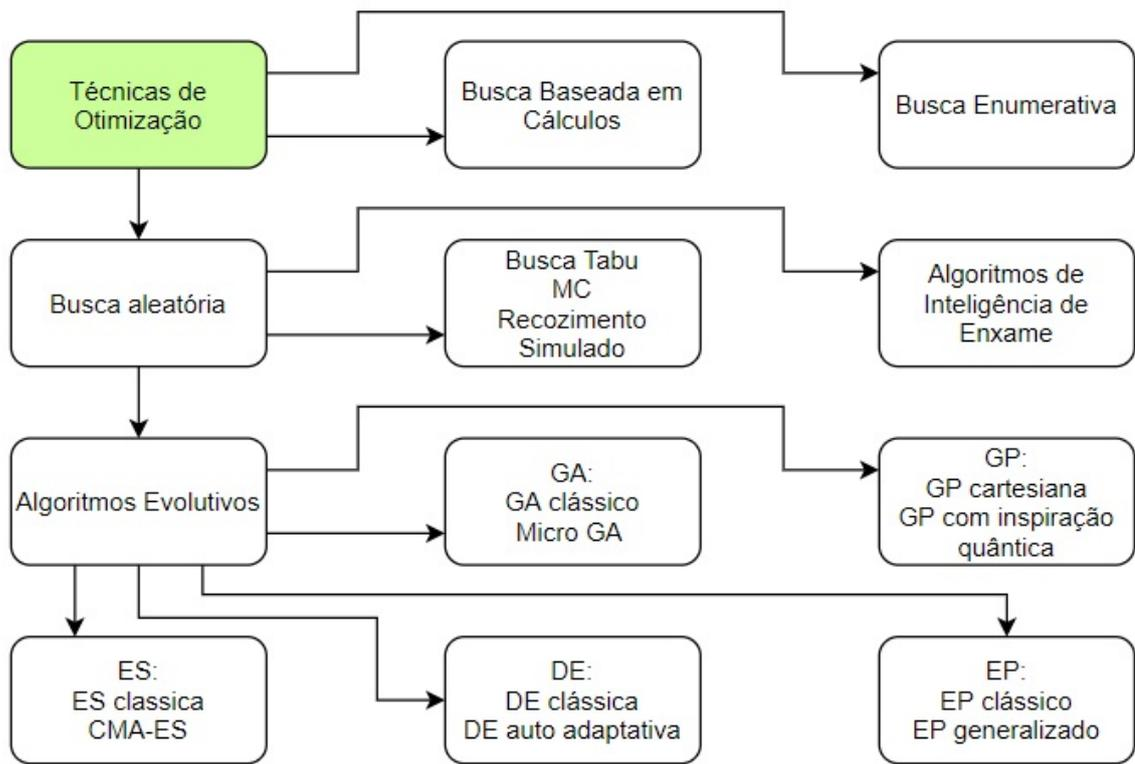 Técnicas de
Otimização
Busca Baseada em
Cálculos
Busca Enumerativa
Busca aleatória
Busca Tabu
MC
Recozimento
Simulado
Algoritmos de
Inteligência de
Enxame
Algoritmos Evolutivos
GA:
GA clássico
Micro GA
GP:
GP cartesiana
GP com inspiração
quântica
ES:
ES classica
CMA-ES
DE:
DE clássica
DE auto adaptativa
EP:
EP clássico
EP generalizado